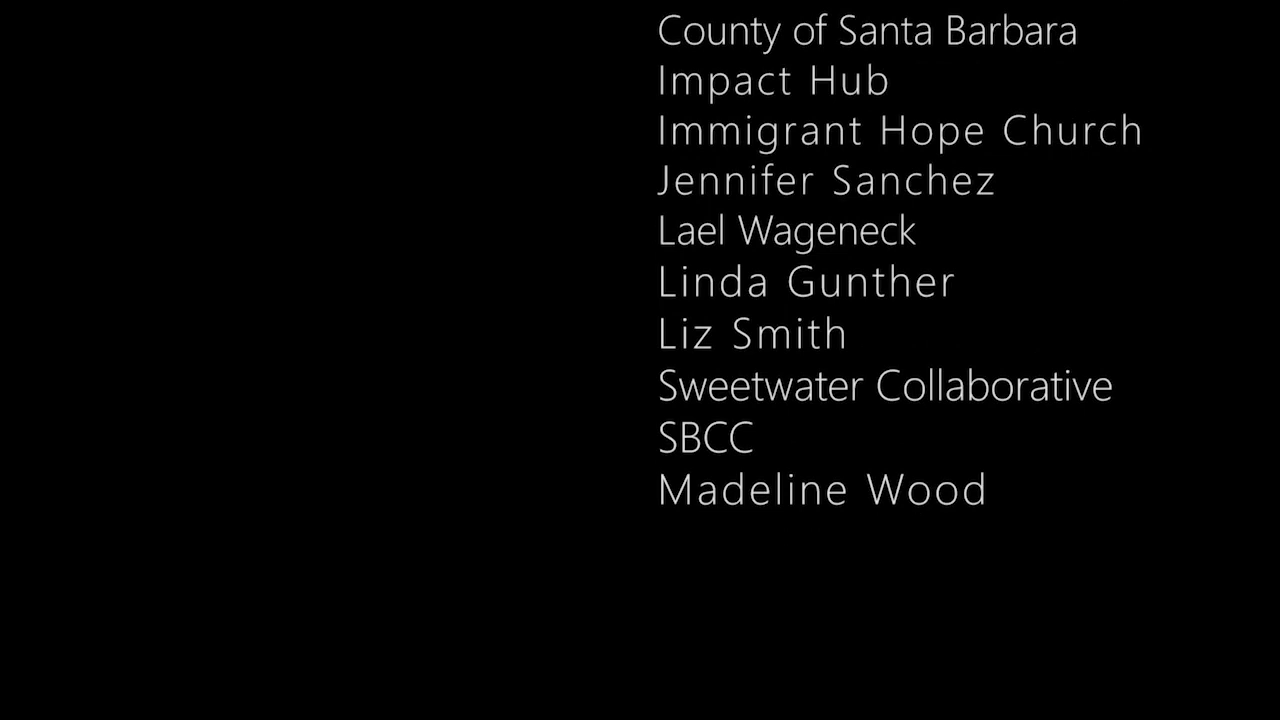 County of Santa Barbara
Impact Hub
Immigrant Hope Church
Jennifer Sanchez
Lael Wageneck
Linda Gunther
Liz Smith
Sweetwater Collaborative
SBCC
Madeline Wood